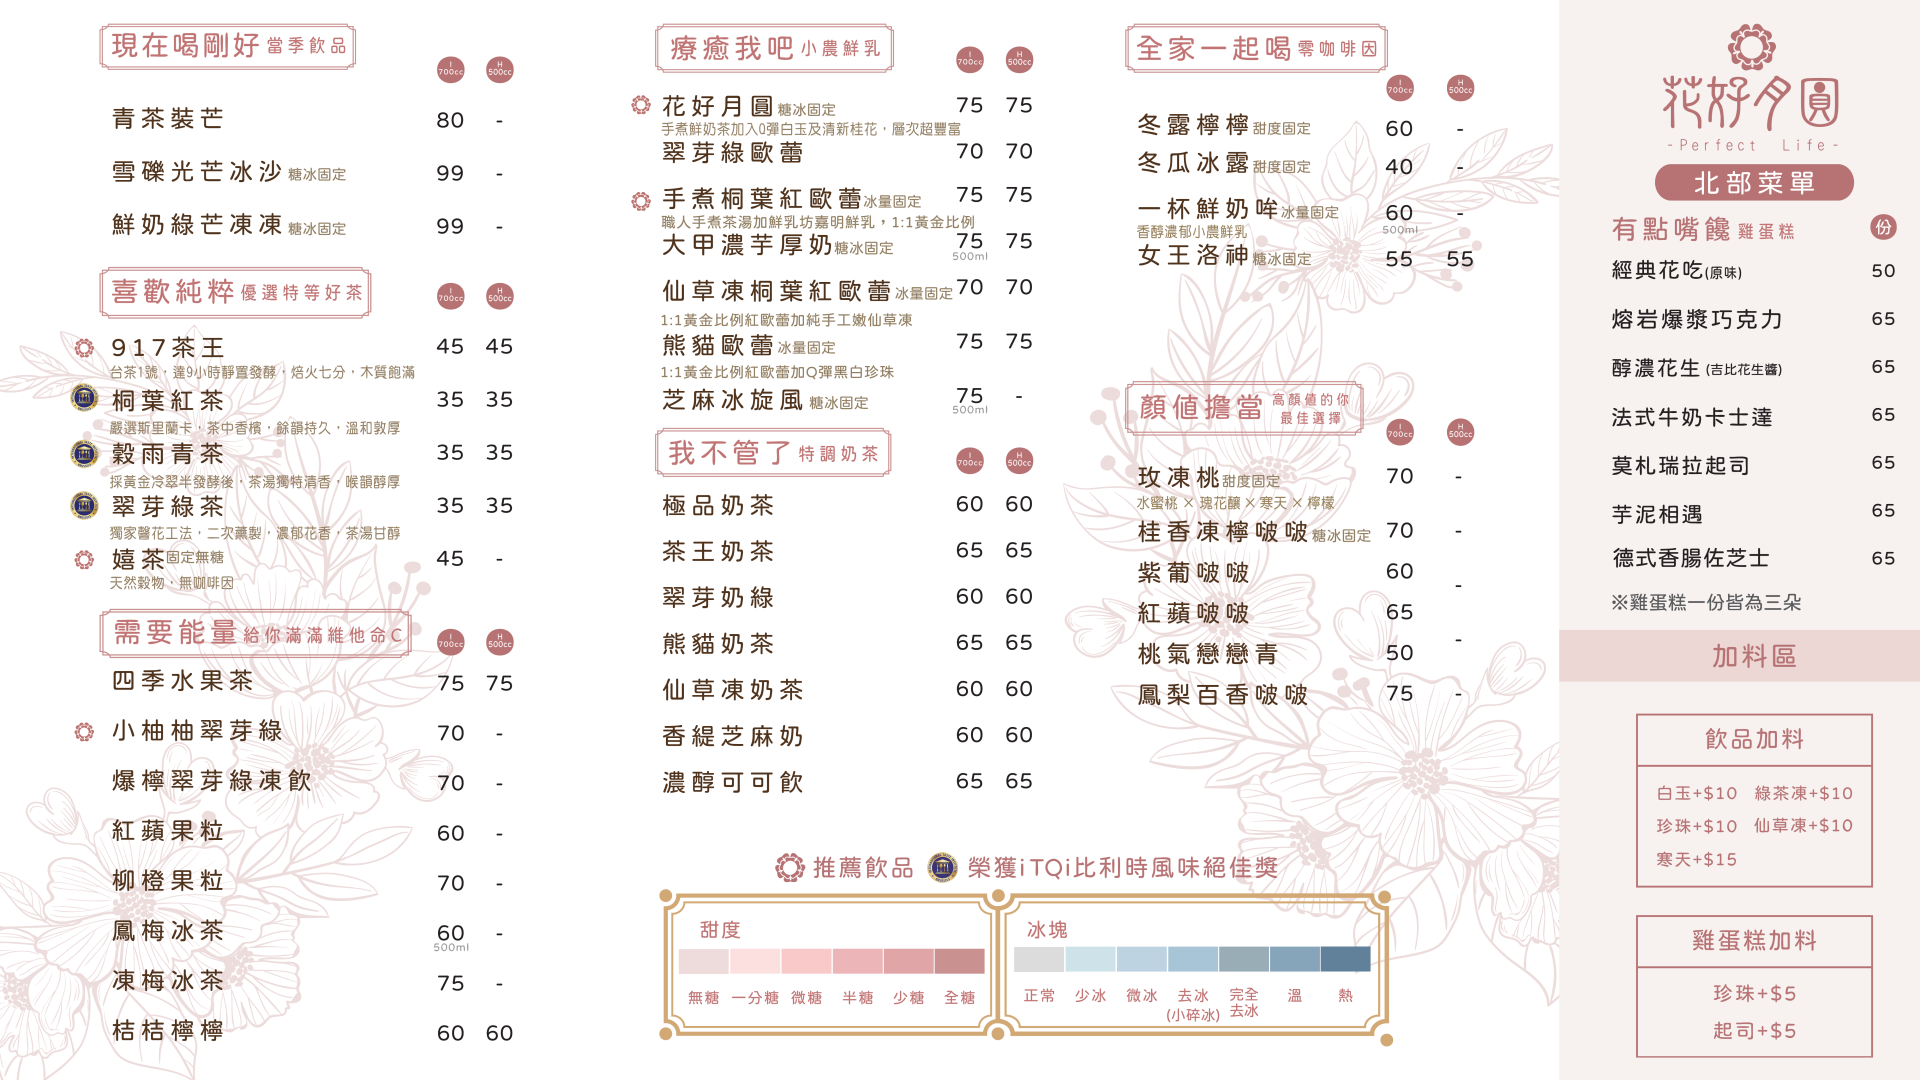 現在喝剛好 當季飲品
I 700cc H 500cc
青茶裝芒 80 -
雪礫光芒冰沙 糖冰固定 99 -
鮮奶綠芒凍凍 糖冰固定 99 -
喜歡純粹 優選特等好茶
I 700cc H 500cc
917茶王 45 45
台茶1號，達9小時靜置發酵，焙火七分，木質飽滿
桐葉紅茶 35 35
嚴選斯里蘭卡，茶中香檳，餘韻持久，溫和敦厚
穀雨青茶 35 35
採黃金冷翠半發酵後，茶湯獨特清香，喉韻醇厚
翠芽綠茶 35 35
獨家馨花工法，二次薰製，濃郁花香，茶湯甘醇
嬉茶 固定無糖 45 -
天然穀物，無咖啡因
需要能量 給你滿滿維他命C
I 700cc H 500cc
四季水果茶 75 75
小柚柚翠芽綠 70 -
爆檸翠芽綠凍飲 70 -
紅蘋果粒 60 -
柳橙果粒 70 -
鳳梅冰茶 60 -
500ml
凍梅冰茶 75 -
桔桔檸檸 60 60
療癒我吧 小農鮮乳
I 700cc H 500cc
花好月圓 糖冰固定 75 75
手煮鮮奶茶加入Q彈白玉及清新桂花，層次超豐富
翠芽綠歐蕾 70 70
手煮桐葉紅歐蕾 冰量固定 75 75
職人手煮茶湯加鮮乳坊嘉明鮮乳，1:1黃金比例
大甲濃芋厚奶 糖冰固定 75 75
500ml
仙草凍桐葉紅歐蕾 冰量固定 70 70
1:1黃金比例紅歐蕾加純手工嫩仙草凍
熊貓歐蕾 冰量固定 75 75
1:1黃金比例紅歐蕾加Q彈黑白珍珠
芝麻冰旋風 糖冰固定 75 -
500ml
我不管了 特調奶茶
I 700cc H 500cc
極品奶茶 60 60
茶王奶茶 65 65
翠芽奶綠 60 60
熊貓奶茶 65 65
仙草凍奶茶 60 60
香緹芝麻奶 60 60
濃醇可可飲 65 65
全家一起喝 零咖啡因
I 700cc H 500cc
冬露檸檸 甜度固定 60 -
冬瓜冰露 甜度固定 40 -
一杯鮮奶哞 冰量固定 60 -
香醇濃郁小農鮮乳 500ml
女王洛神 糖冰固定 55 55
顏值擔當 高顏值的你
最佳選擇
I 700cc H 500cc
玫凍桃 甜度固定 70 -
水蜜桃 × 瑰花釀 × 寒天 × 檸檬
桂香凍檸啵啵 糖冰固定 70 -
紫葡啵啵 60 -
紅蘋啵啵 65
桃氣戀戀青 50 -
鳳梨百香啵啵 75 -
推薦飲品 榮獲iTQi比利時風味絕佳獎
甜度
無糖 一分糖 微糖 半糖 少糖 全糖
冰塊
正常 少冰 微冰 去冰 完全 溫 熱
(小碎冰) 去冰
花好月圓
-Perfect Life-
北部菜單
有點嘴饞 雞蛋糕 份
經典花吃(原味) 50
熔岩爆漿巧克力 65
醇濃花生 (吉比花生醬) 65
法式牛奶卡士達 65
莫札瑞拉起司 65
芋泥相遇 65
德式香腸佐芝士 65
※雞蛋糕一份皆為三朵
加料區
飲品加料
白玉+$10 綠茶凍+$10
珍珠+$10 仙草凍+$10
寒天+$15
雞蛋糕加料
珍珠+$5
起司+$5